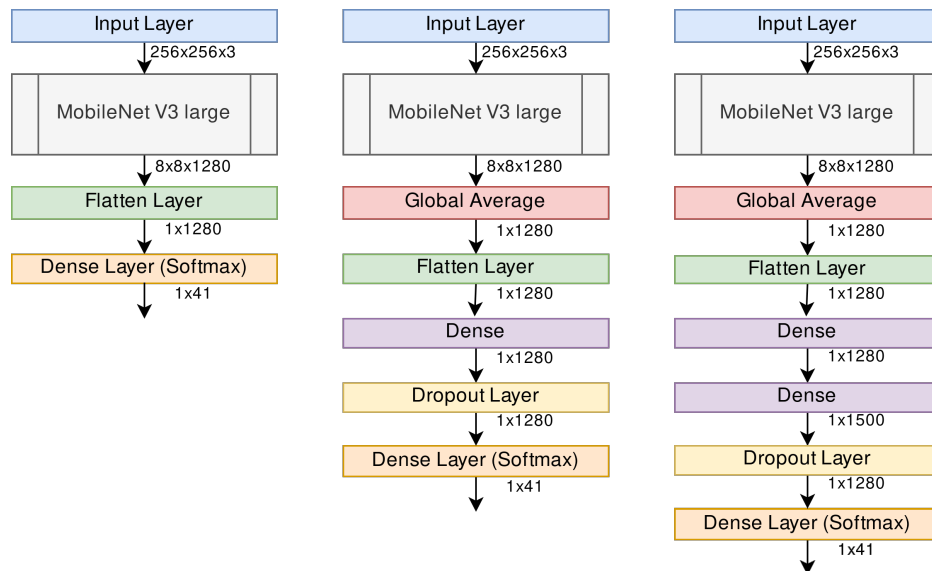 Input Layer
256x256x3
MobileNet V3 large
8x8x1280
Flatten Layer
1x1280
Dense Layer (Softmax)
1x41
Input Layer
256x256x3
MobileNet V3 large
8x8x1280
Global Average
1x1280
Flatten Layer
1x1280
Dense
1x1280
Dropout Layer
1x1280
Dense Layer (Softmax)
1x41
Input Layer
256x256x3
MobileNet V3 large
8x8x1280
Global Average
1x1280
Flatten Layer
1x1280
Dense
1x1280
Dense
1x1500
Dropout Layer
1x1280
Dense Layer (Softmax)
1x41